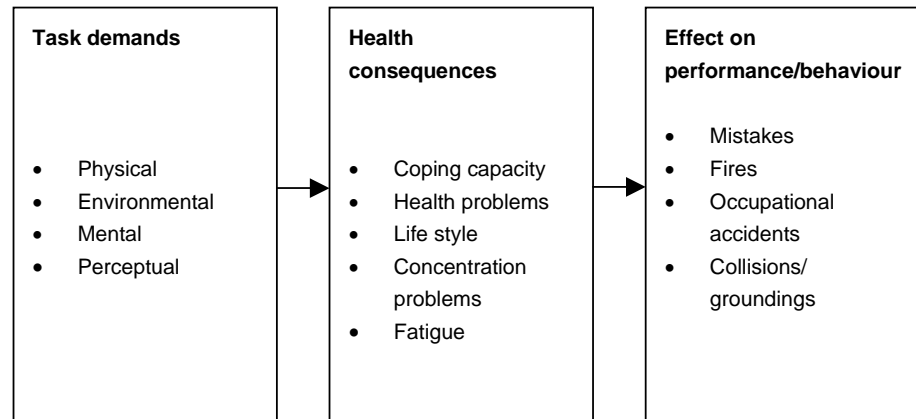 Task demands
• Physical
• Environmental
• Mental
• Perceptual
Health
consequences
• Coping capacity
• Health problems
• Life style
• Concentration
problems
• Fatigue
Effect on
performance/behaviour
• Mistakes
• Fires
• Occupational
accidents
• Collisions/
groundings